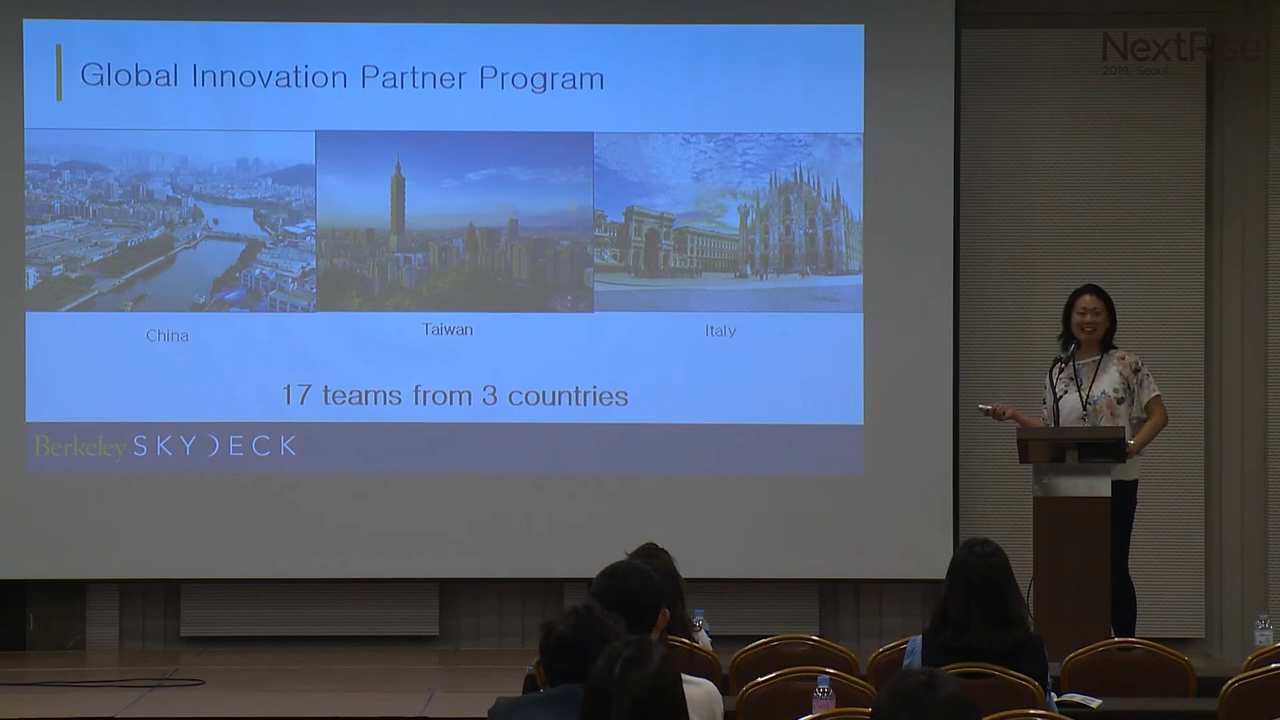 NextRise
2019, Seoul
Global Innovation Partner Program
China
Taiwan
Italy
17 teams from 3 countries
Berkeley SKYDECK